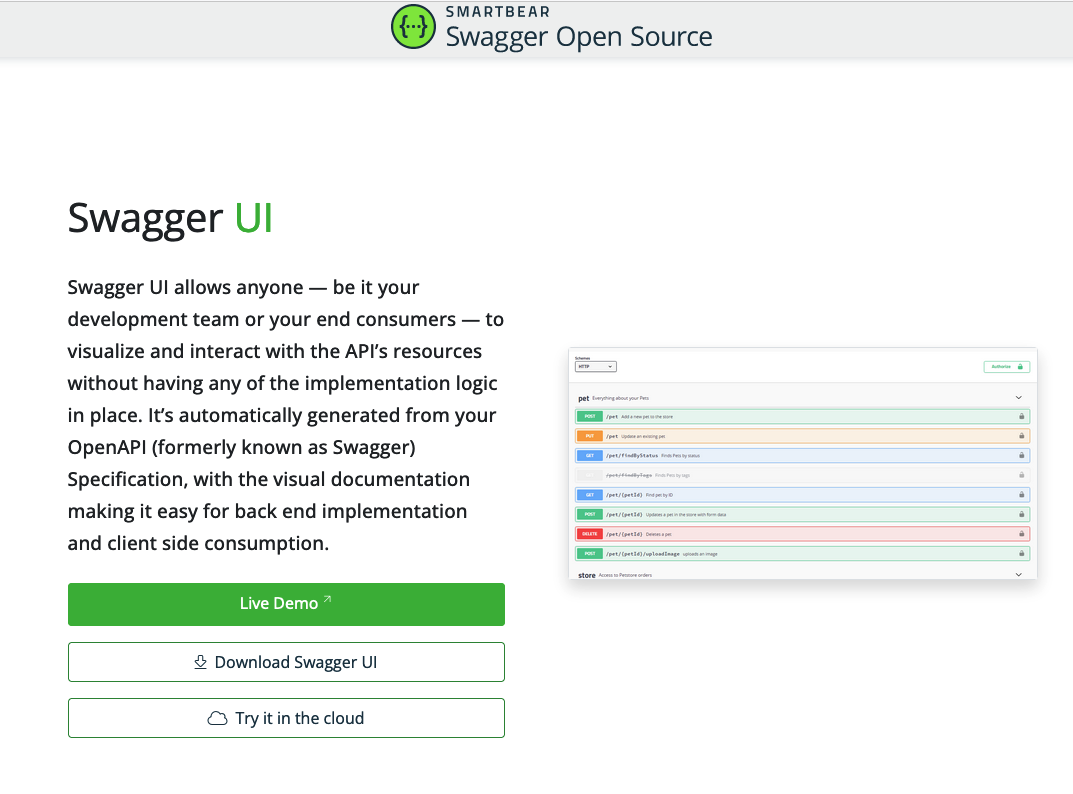 SMARTBEAR
Swagger Open Source
Swagger UI
Swagger UI allows anyone — be it your
development team or your end consumers — to
visualize and interact with the API’s resources
without having any of the implementation logic
in place. It’s automatically generated from your
OpenAPI (formerly known as Swagger)
Specification, with the visual documentation
making it easy for back end implementation
and client side consumption.
Live Demo
Download Swagger UI
Try it in the cloud
Schemes
HTTP
Authorize
pet Everything about your Pets
POST /pet Add a new pet to the store
PUT /pet Update an existing pet
GET /pet/findByStatus Finds Pets by status
/pet/findByTags Finds Pets by tags
GET /pet/{petId} Find pet by ID
POST /pet/{petId} Updates a pet in the store with form data
DELETE /pet/{petId} Deletes a pet
POST /pet/{petId}/uploadImage uploads an image
store Access to Petstore orders